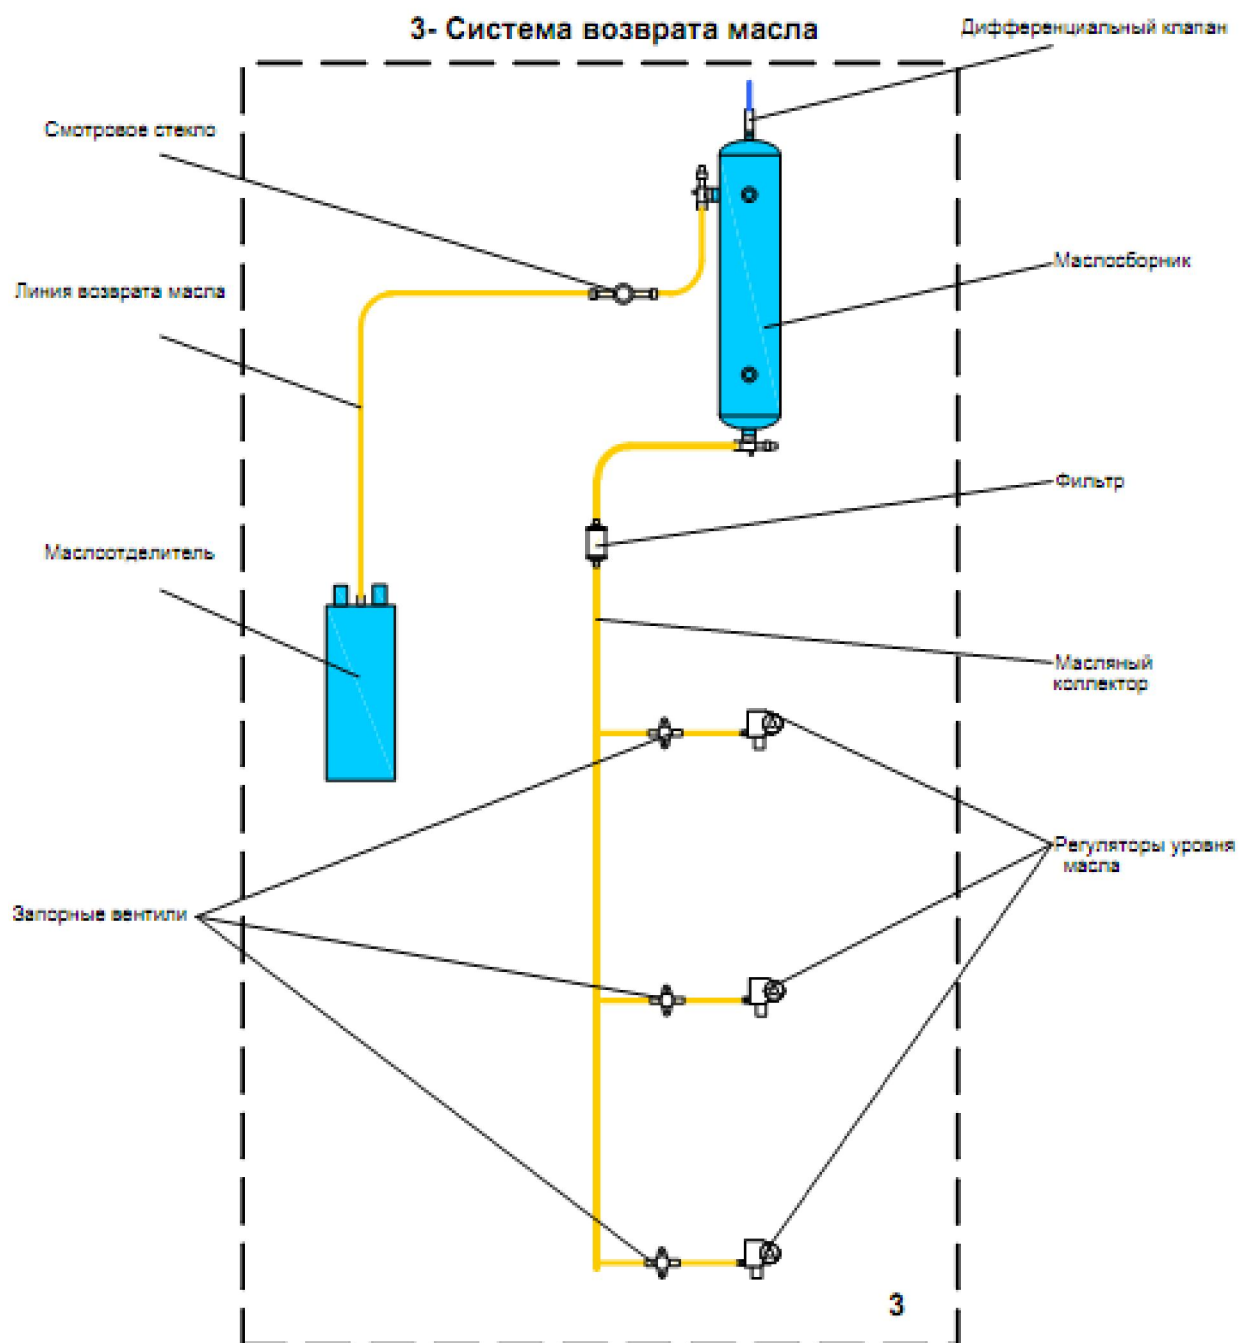 3- Система возврата масла
Дифференциальный клапан
Смотровое стекло
Маслосборник
Линия возврата масла
Фильтр
Маслоотделитель
Масляный
коллектор
Регуляторы уровня
масла
Запорные вентили
3